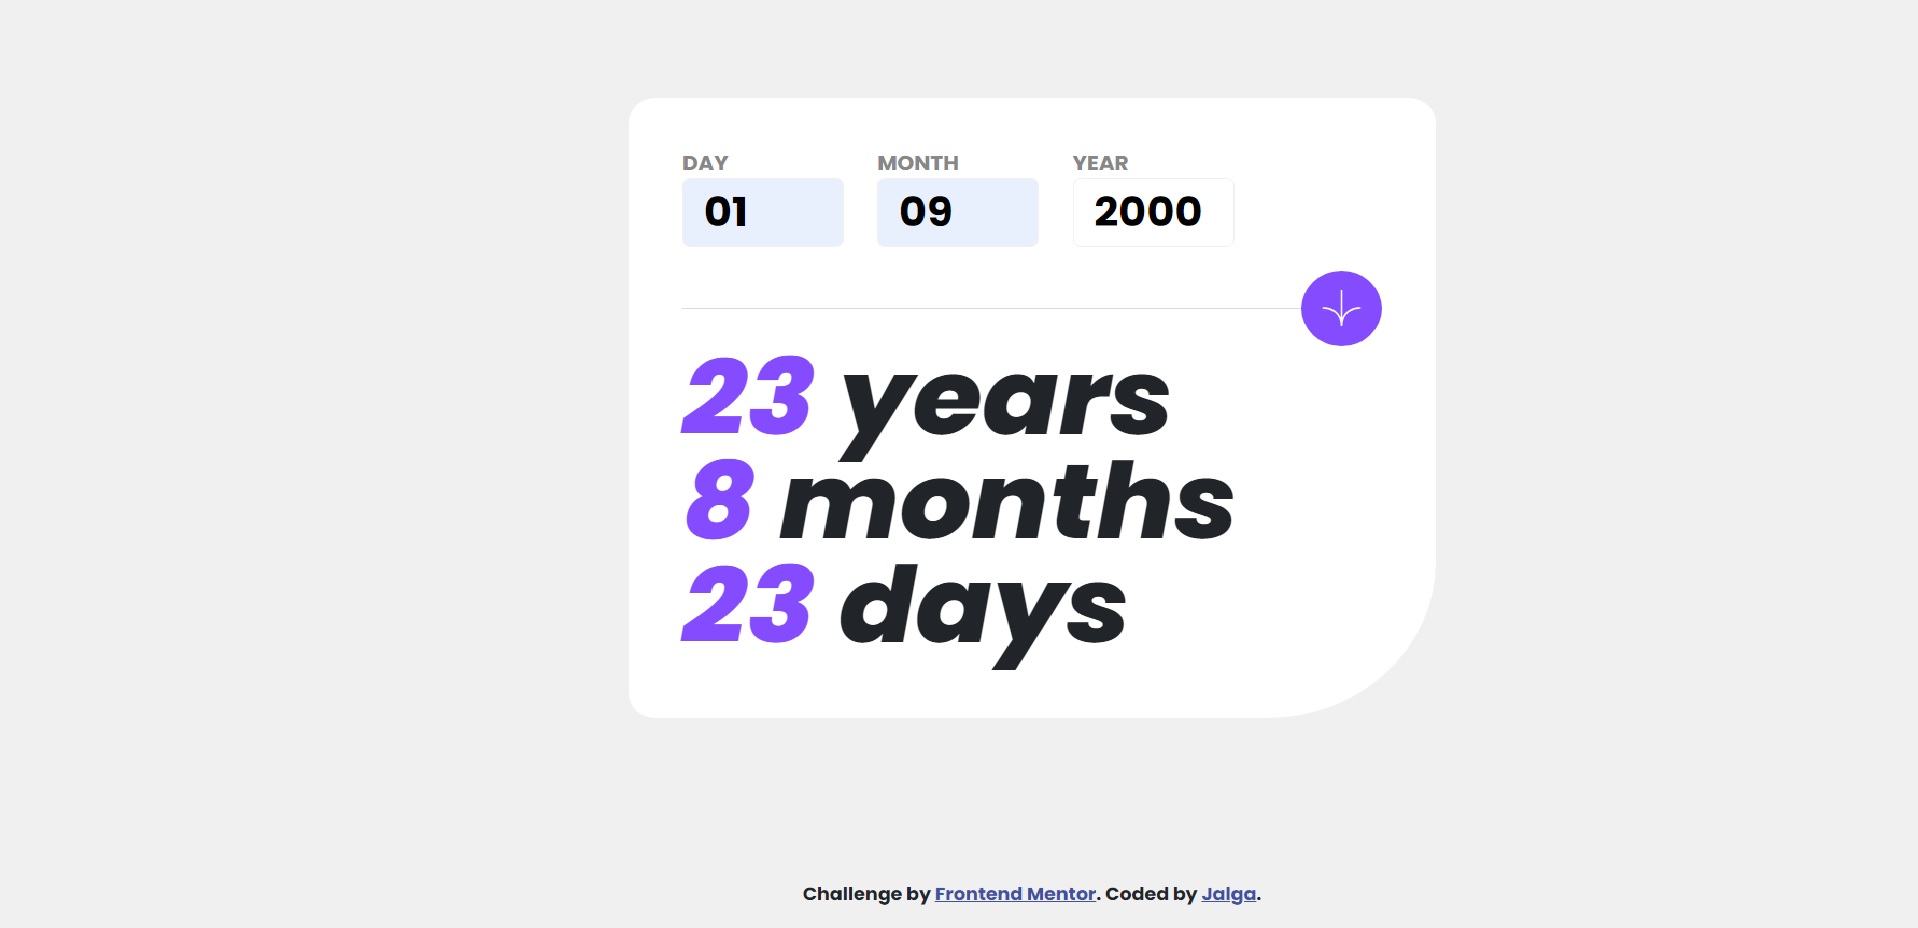 DAY MONTH YEAR
01 09 2000
23 years
8 months
23 days
Challenge by Frontend Mentor. Coded by Jalga.